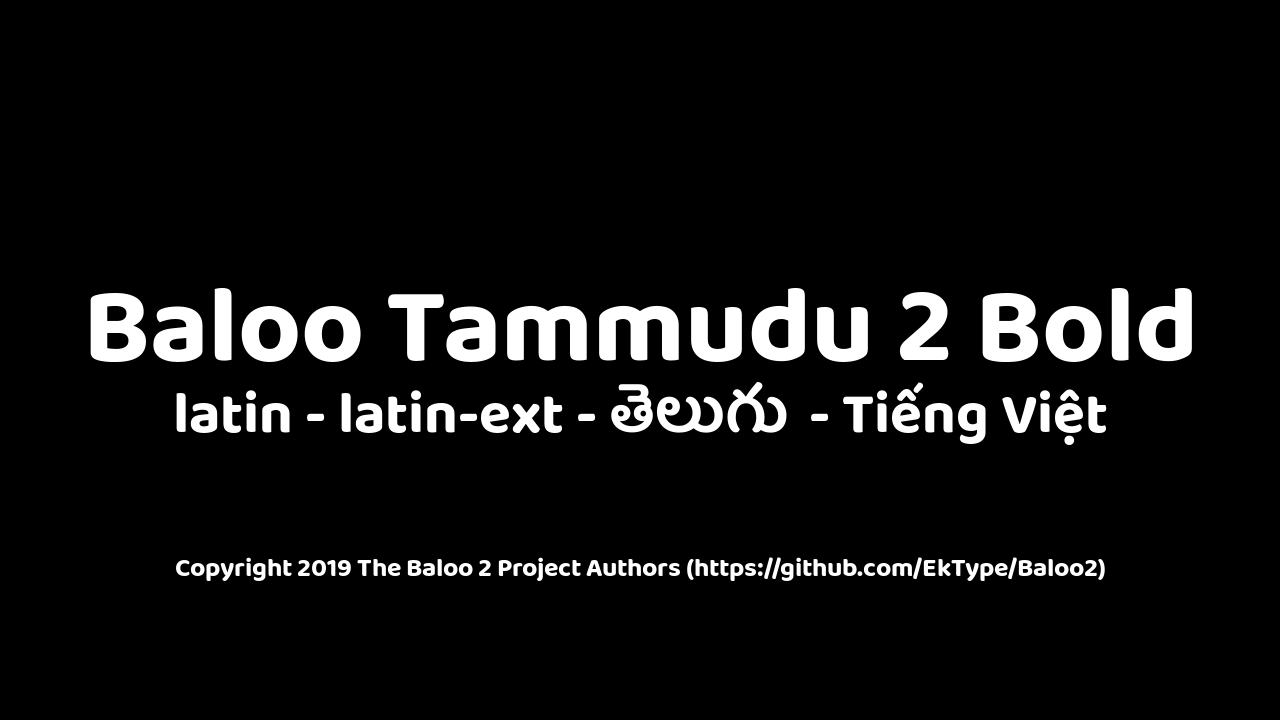 Baloo Tammudu 2 Bold
latin - latin-ext - తెలుగు - Tiếng Việt
Copyright 2019 The Baloo 2 Project Authors (https://github.com/EkType/Baloo2)